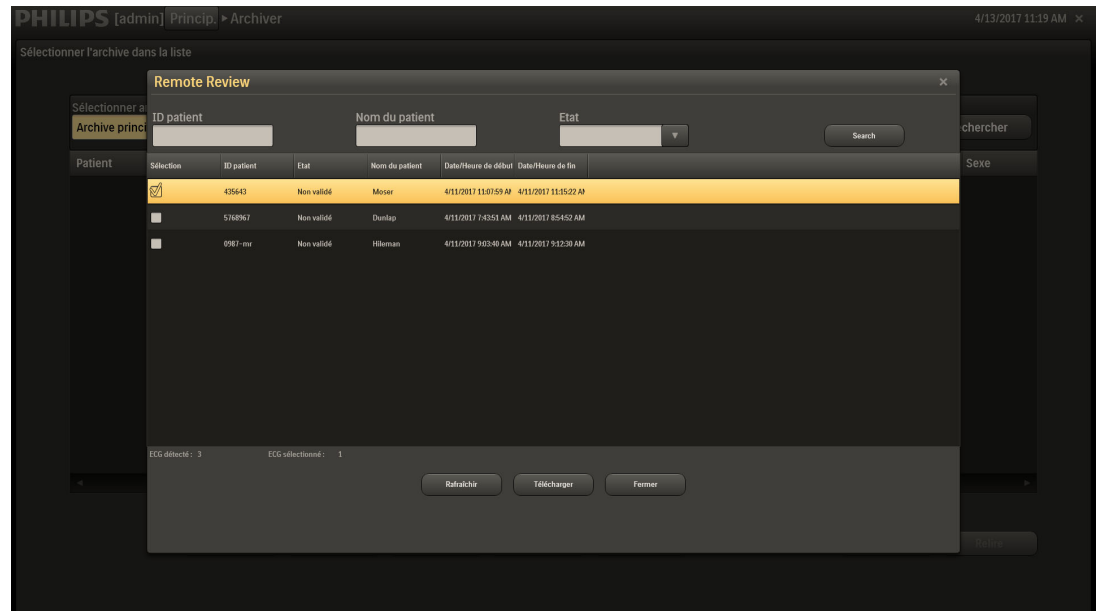 PHILIPS [admin] Princip. ▸ Archiver 4/13/2017 11:19 AM ×
Sélectionner l'archive dans la liste
Remote Review ×
Sélectionner a
ID patient Nom du patient Etat
Archive princi ▼ Search chercher
Patient Sélection ID patient Etat Nom du patient Date/Heure de début Date/Heure de fin Sexe
435643 Non validé Moser 4/11/2017 11:07:59 AM 4/11/2017 11:15:22 AM
5768967 Non validé Dunlap 4/11/2017 7:43:51 AM 4/11/2017 8:54:52 AM
0987-mr Non validé Hileman 4/11/2017 9:03:40 AM 4/11/2017 9:12:30 AM
ECG détecté : 3 ECG sélectionné : 1
Rafraîchir Télécharger Fermer
Relire